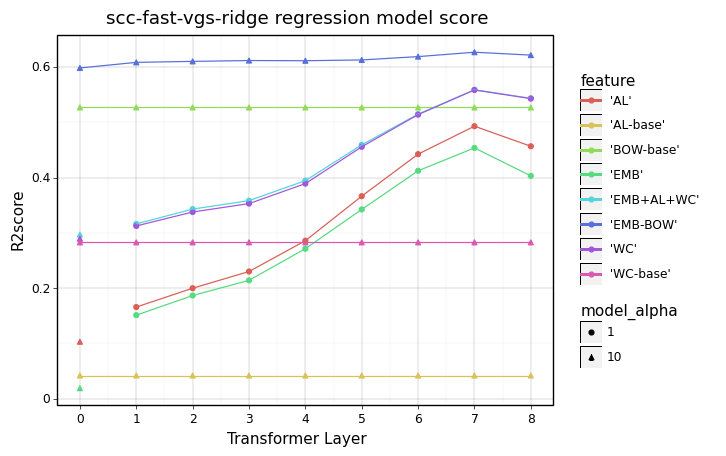 scc-fast-vgs-ridge regression model score
R2score
0.6
0.4
0.2
0
0 1 2 3 4 5 6 7 8
Transformer Layer
feature
'AL'
'AL-base'
'BOW-base'
'EMB'
'EMB+AL+WC'
'EMB-BOW'
'WC'
'WC-base'
model_alpha
1
10